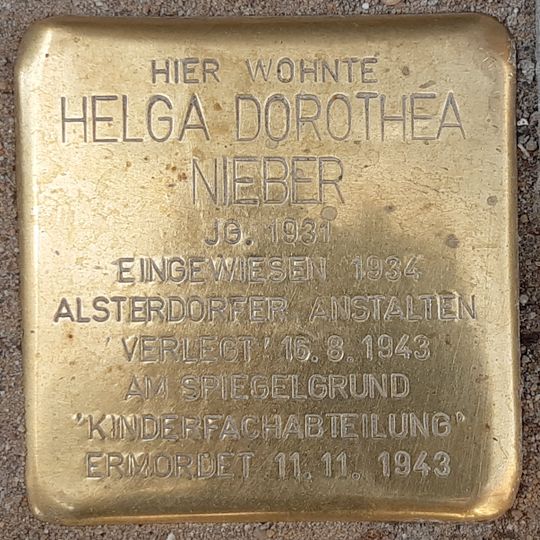 HIER WOHNTE
HELGA DOROTHEA
NIEBER
JG. 1931
EINGEWIESEN 1934
ALSTERDORFER ANSTALTEN
'VERLEGT' 16.8.1943
AM SPIEGELGRUND
"KINDERFACHABTEILUNG"
ERMORDET 11.11. 1943